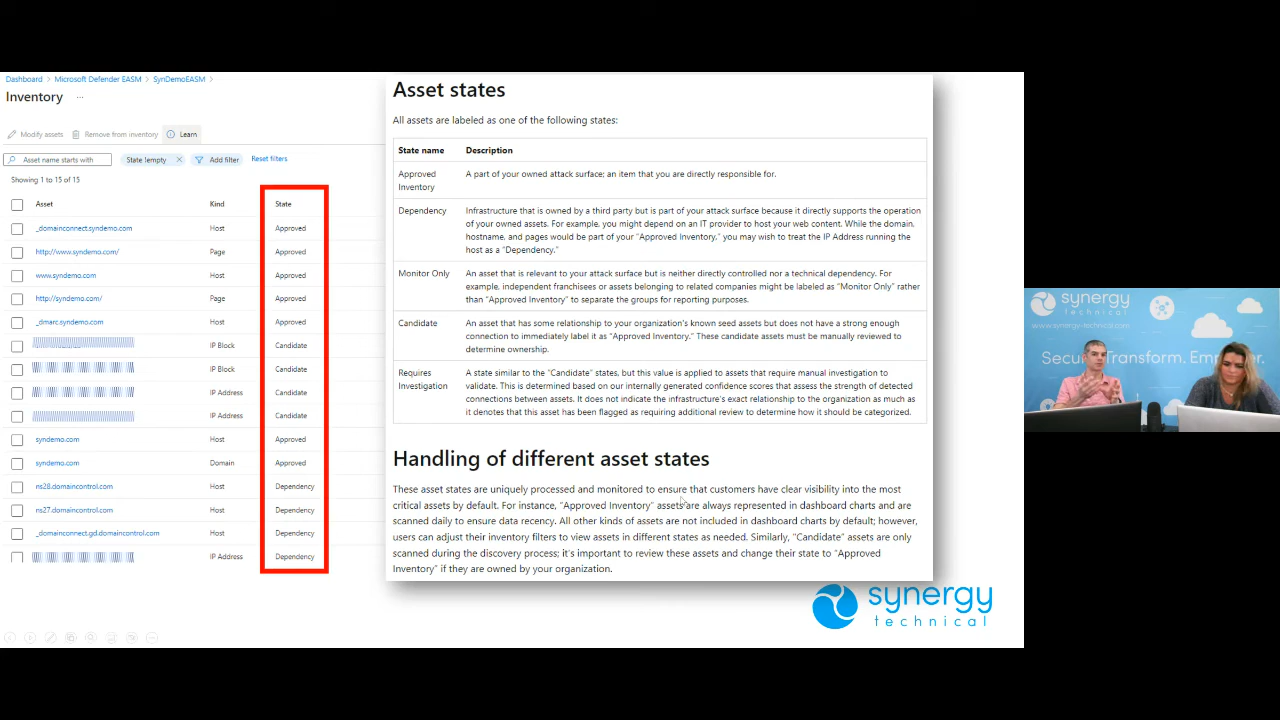 Dashboard > Microsoft Defender EASM > SynDemoEASM >
Inventory ...
Modify assets Remove from inventory Learn
Asset name starts with State !empty × Add filter Reset filters
Showing 1 to 15 of 15
Asset Kind State
_domainconnect.syndemo.com Host Approved
http://www.syndemo.com/ Page Approved
www.syndemo.com Host Approved
http://syndemo.com/ Page Approved
_dmarc.syndemo.com Host Approved
IP Block Candidate
IP Block Candidate
IP Address Candidate
IP Address Candidate
syndemo.com Host Approved
syndemo.com Domain Approved
ns28.domaincontrol.com Host Dependency
ns27.domaincontrol.com Host Dependency
_domainconnect.gd.domaincontrol.com Host Dependency
IP Address Dependency
Asset states
All assets are labeled as one of the following states:
State name Description
Approved Inventory A part of your owned attack surface; an item that you are directly responsible for.
Dependency Infrastructure that is owned by a third party but is part of your attack surface because it directly supports the operation
of your owned assets. For example, you might depend on an IT provider to host your web content. While the domain,
hostname, and pages would be part of your "Approved Inventory," you may wish to treat the IP Address running the
host as a "Dependency."
Monitor Only An asset that is relevant to your attack surface but is neither directly controlled nor a technical dependency. For
example, independent franchisees or assets belonging to related companies might be labeled as "Monitor Only" rather
than "Approved Inventory" to separate the groups for reporting purposes.
Candidate An asset that has some relationship to your organization's known seed assets but does not have a strong enough
connection to immediately label it as "Approved Inventory." These candidate assets must be manually reviewed to
determine ownership.
Requires Investigation A state similar to the "Candidate" states, but this value is applied to assets that require manual investigation to
validate. This is determined based on our internally generated confidence scores that assess the strength of detected
connections between assets. It does not indicate the infrastructure's exact relationship to the organization as much as
it denotes that this asset has been flagged as requiring additional review to determine how it should be categorized.
Handling of different asset states
These asset states are uniquely processed and monitored to ensure that customers have clear visibility into the most
critical assets by default. For instance, "Approved Inventory" assets are always represented in dashboard charts and are
scanned daily to ensure data recency. All other kinds of assets are not included in dashboard charts by default; however,
users can adjust their inventory filters to view assets in different states as needed. Similarly, "Candidate" assets are only
scanned during the discovery process; it's important to review these assets and change their state to "Approved
Inventory" if they are owned by your organization.
synergy
technical
synergy
technical
www.synergy-technical.com